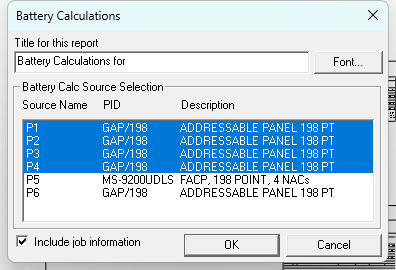 Battery Calculations
Title for this report
Battery Calculations for
Font...
Battery Calc Source Selection
Source Name PID Description
P1 GAP/198 ADDRESSABLE PANEL 198 PT
P2 GAP/198 ADDRESSABLE PANEL 198 PT
P3 GAP/198 ADDRESSABLE PANEL 198 PT
P4 GAP/198 ADDRESSABLE PANEL 198 PT
P5 MS-9200UDLS FACP, 198 POINT, 4 NACs
P6 GAP/198 ADDRESSABLE PANEL 198 PT
Include job information
OK
Cancel